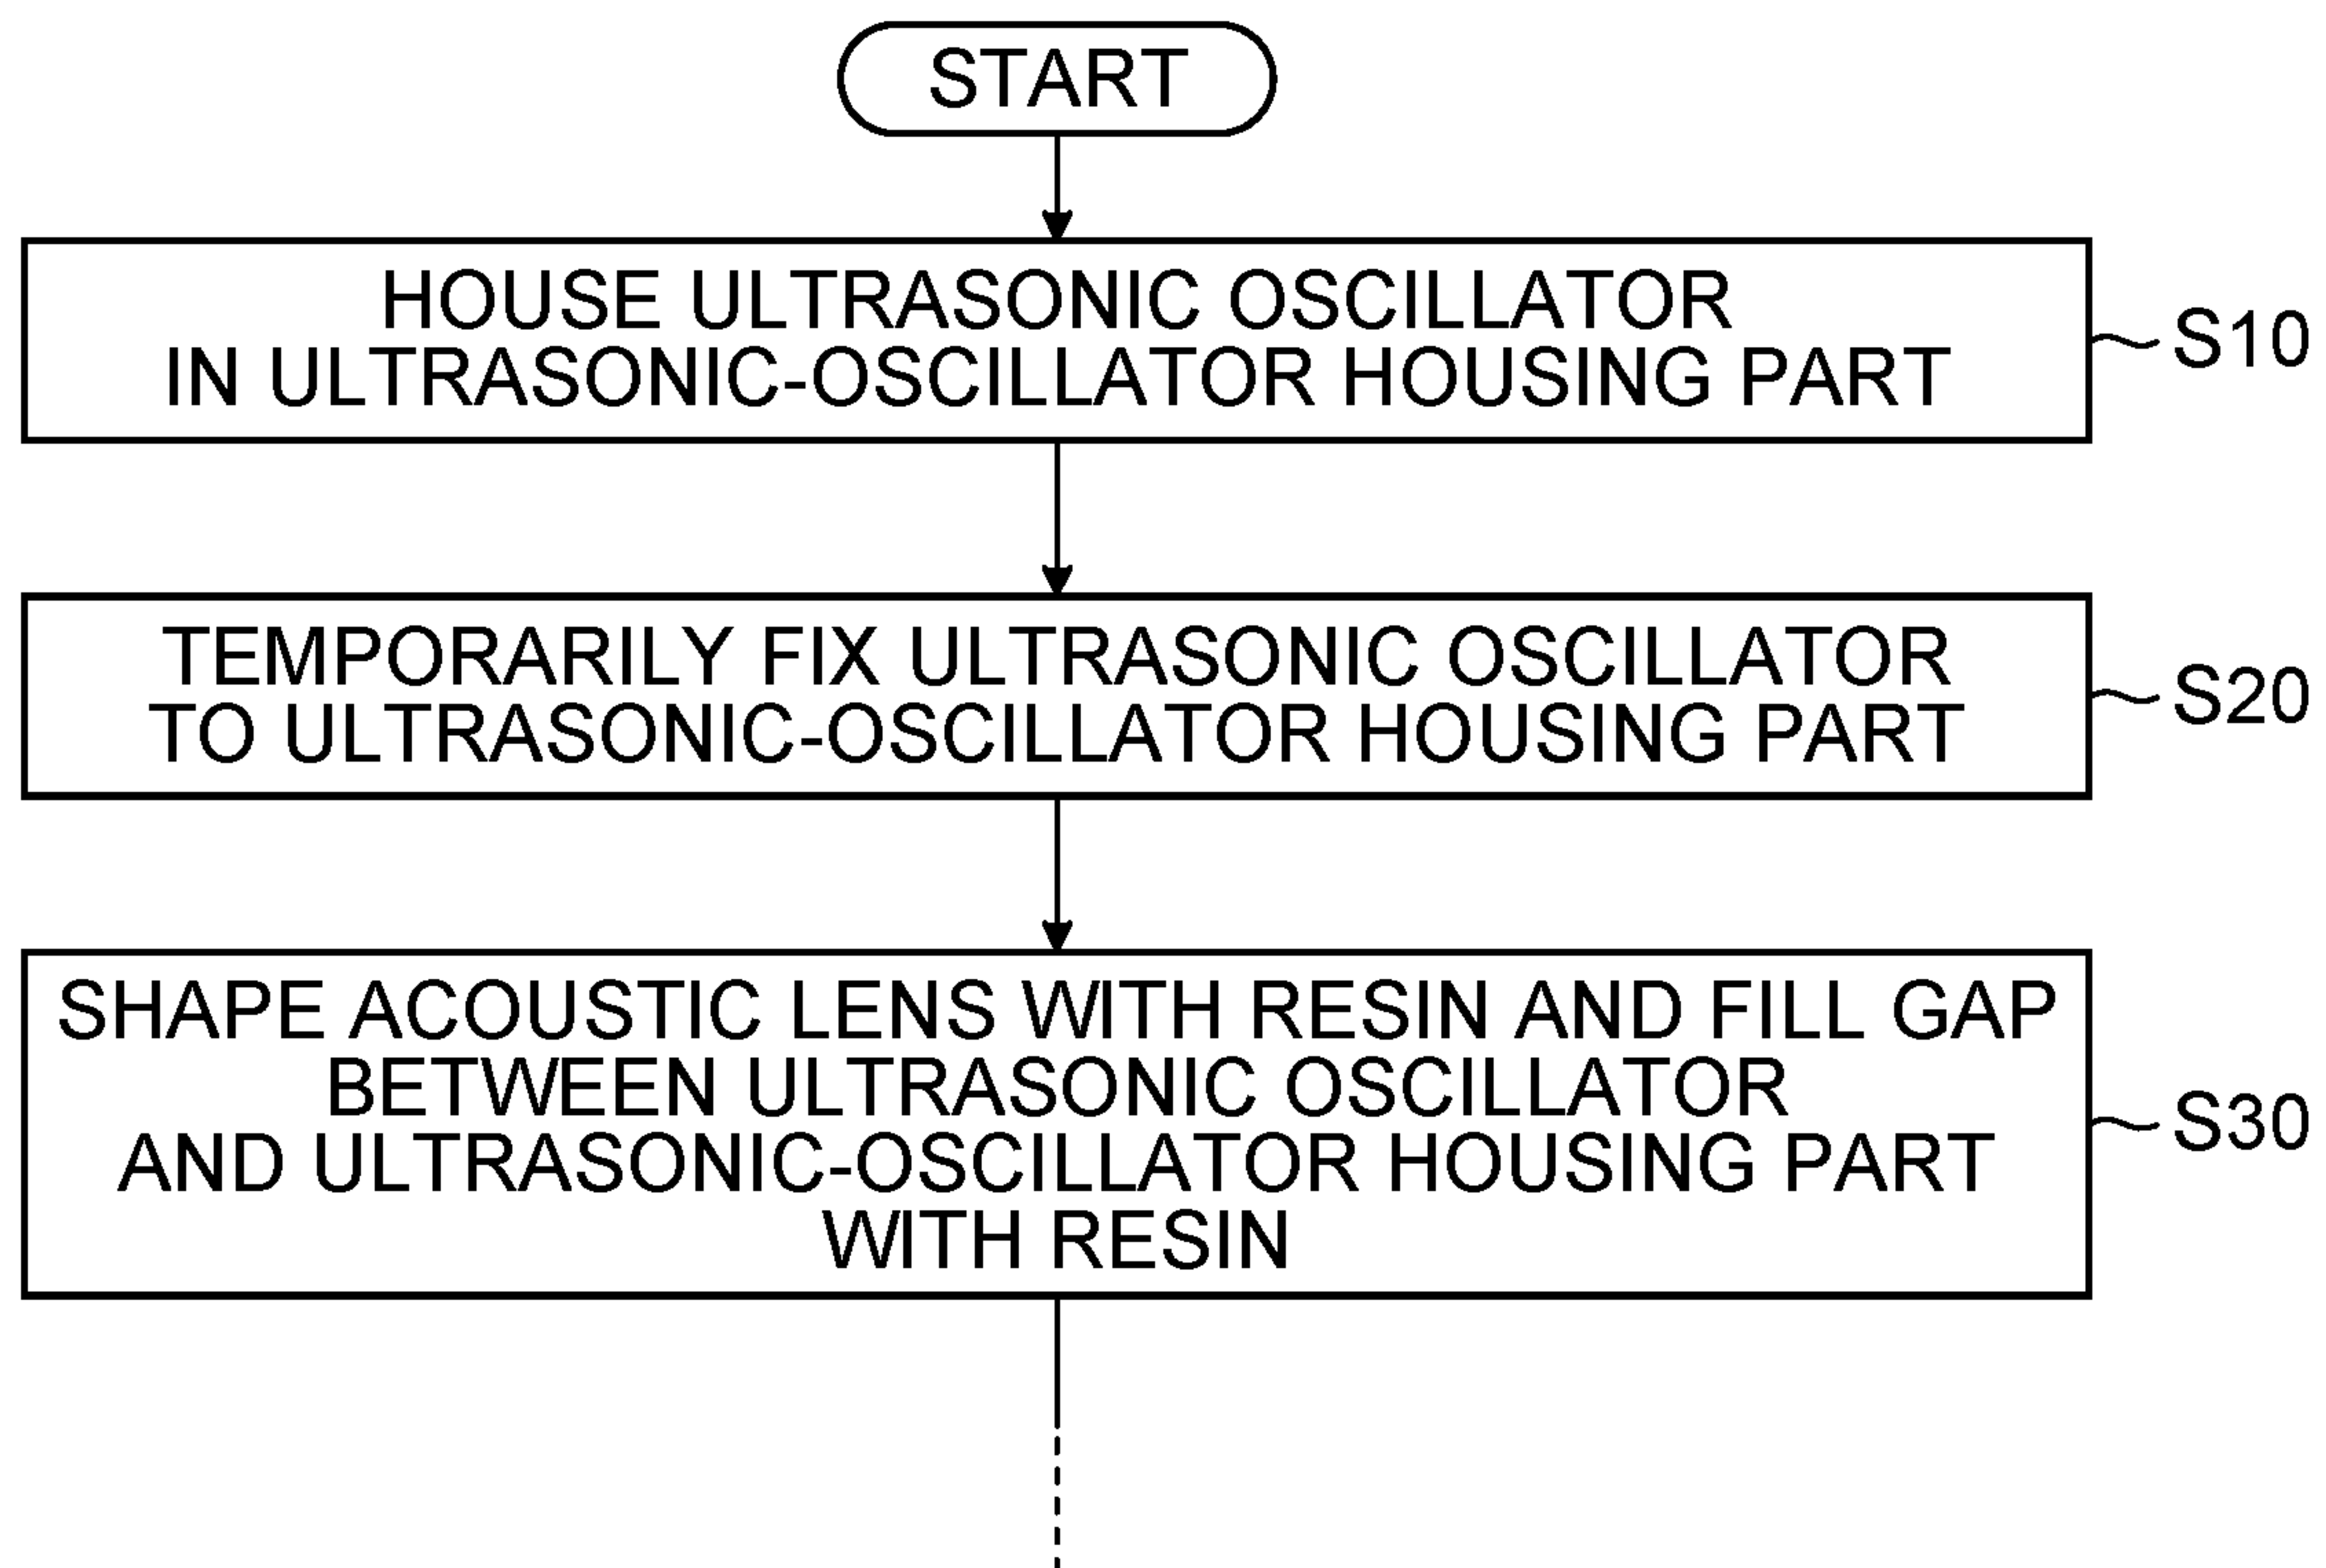 START
HOUSE ULTRASONIC OSCILLATOR
IN ULTRASONIC-OSCILLATOR HOUSING PART
S10
TEMPORARILY FIX ULTRASONIC OSCILLATOR
TO ULTRASONIC-OSCILLATOR HOUSING PART
S20
SHAPE ACOUSTIC LENS WITH RESIN AND FILL GAP
BETWEEN ULTRASONIC OSCILLATOR
AND ULTRASONIC-OSCILLATOR HOUSING PART
WITH RESIN
S30